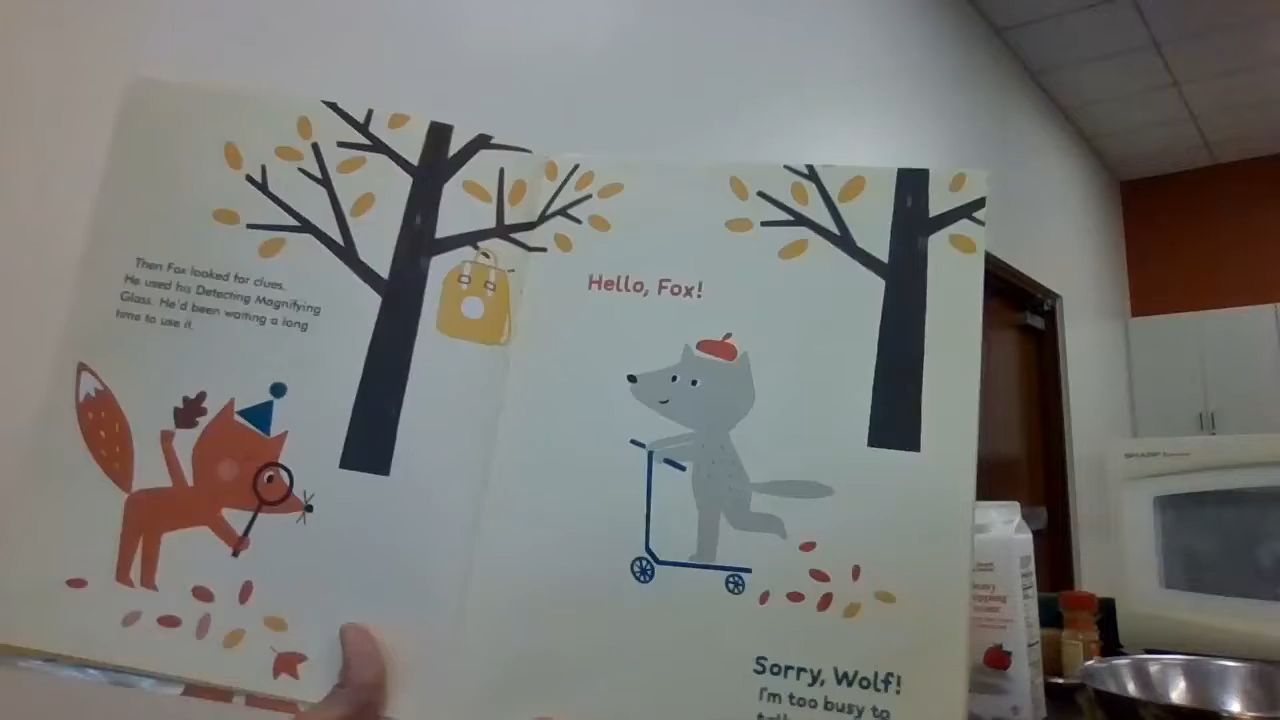 Then Fox looked for clues.
He used his Detecting Magnifying
Glass. He'd been waiting a long
time to use it.
Hello, Fox!
Sorry, Wolf!
I'm too busy to
SHARP